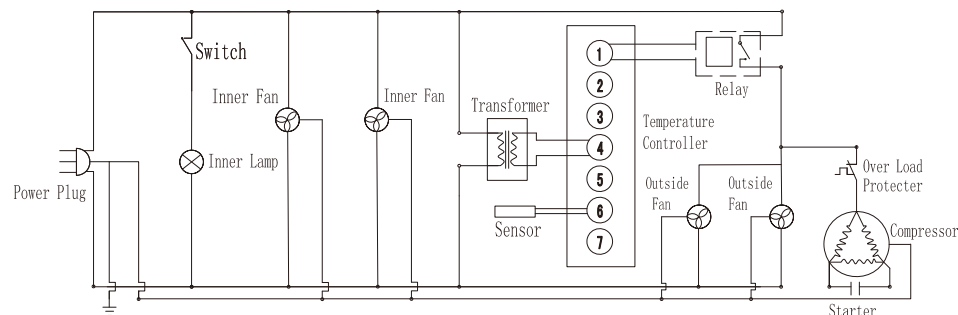 Switch
Inner Fan
Inner Fan
Transformer
1
2
3
4
5
6
7
Relay
Temperature
Controller
Power Plug
Inner Lamp
Sensor
Outside
Fan
Outside
Fan
Over Load
Protecter
Compressor
Starter